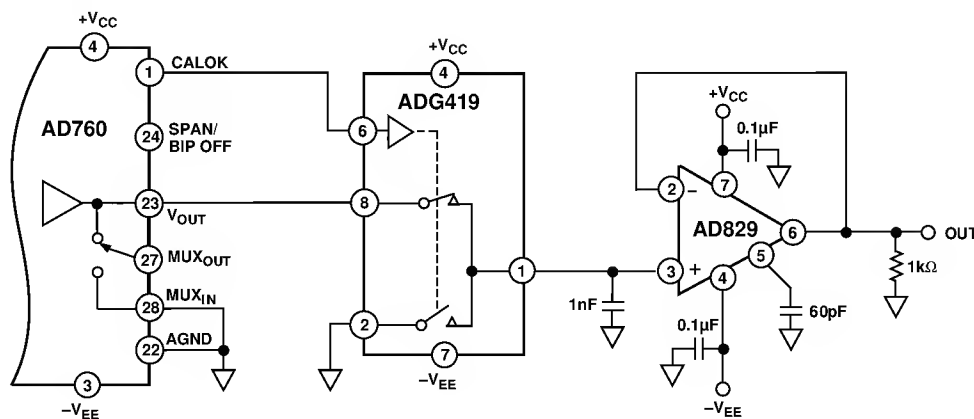 +VCC
4
1
CALOK
AD760
24
SPAN/
BIP OFF
23
VOUT
27
MUXOUT
28
MUXIN
22
AGND
3
−VEE
+VCC
4
ADG419
6
8
1
2
7
−VEE
1nF
+VCC
0.1µF
7
2
−
AD829
6
OUT
5
3
+
4
1kΩ
60pF
0.1µF
−VEE